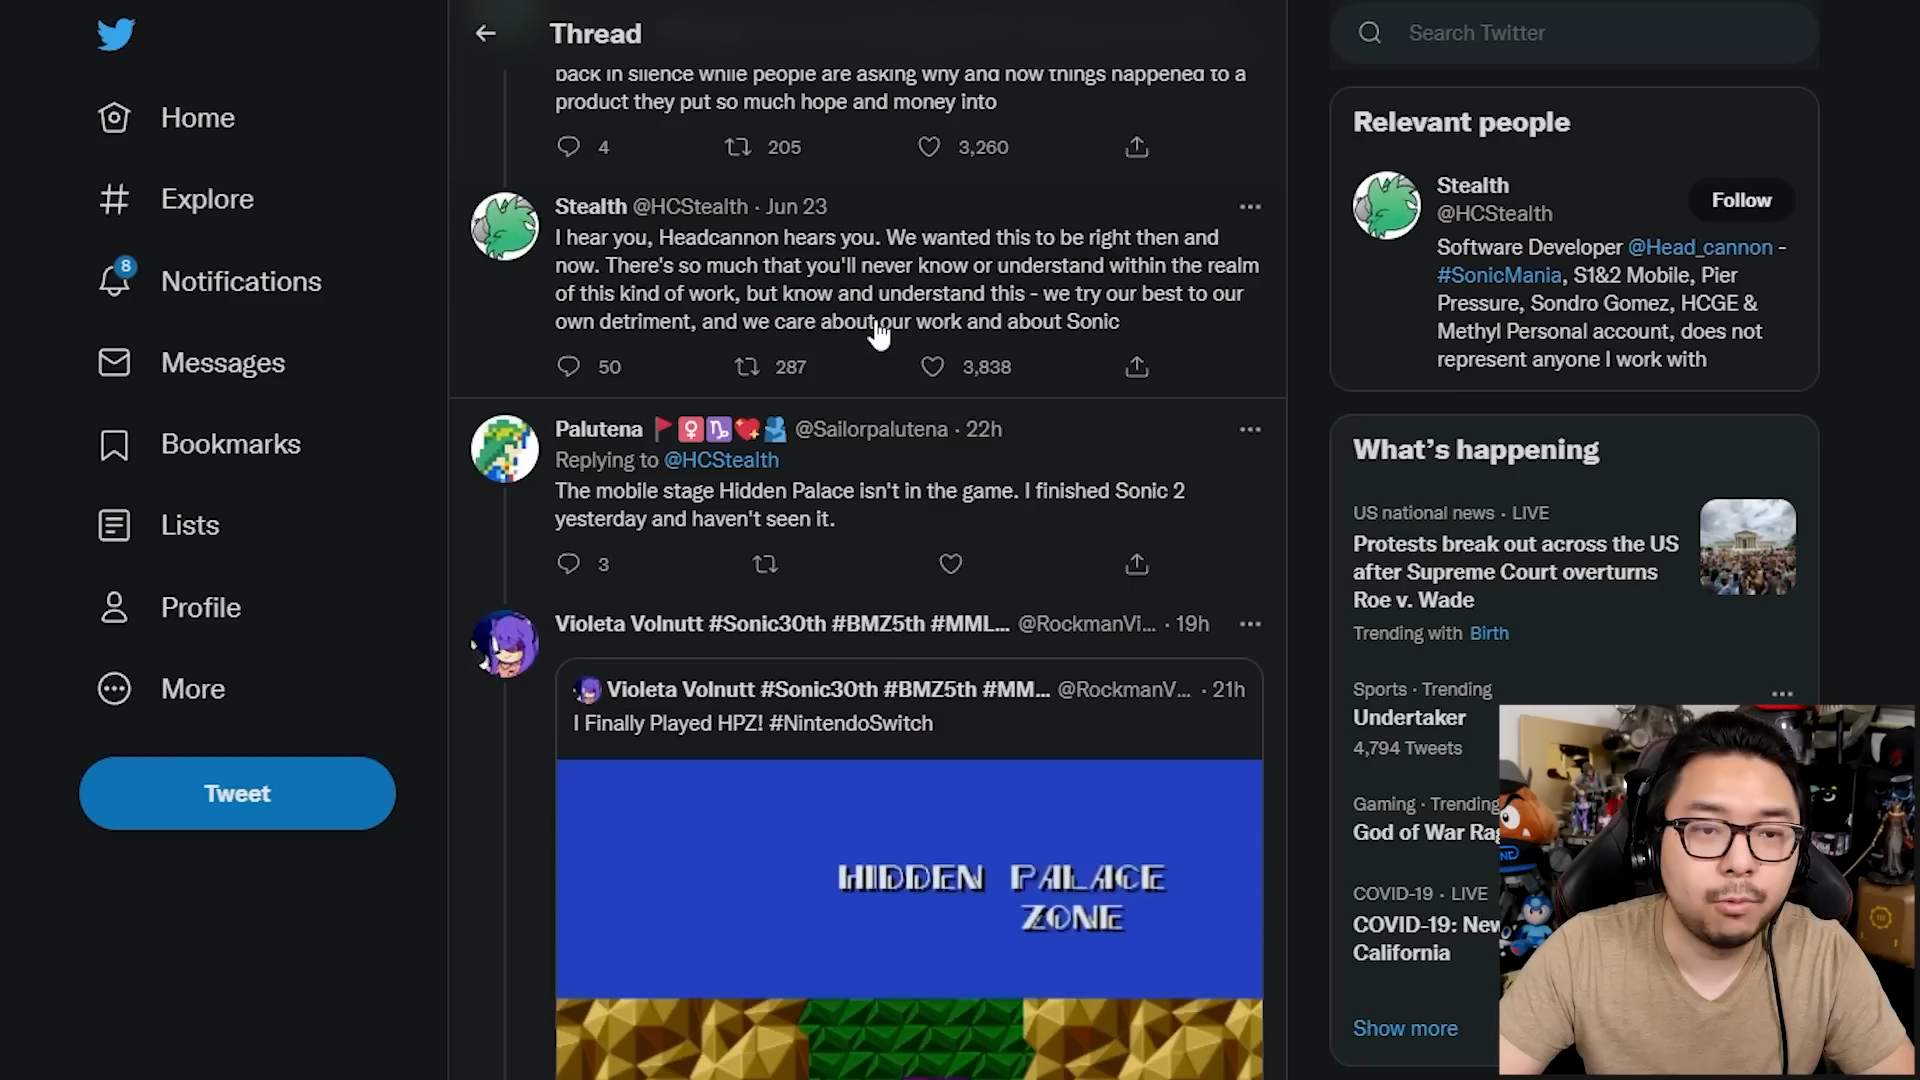 Home
Explore
8
Notifications
Messages
Bookmarks
Lists
Profile
More
Tweet
Thread
back in silence while people are asking why and how things happened to a
product they put so much hope and money into
4 205 3,260
Stealth @HCStealth · Jun 23
I hear you, Headcannon hears you. We wanted this to be right then and
now. There's so much that you'll never know or understand within the realm
of this kind of work, but know and understand this - we try our best to our
own detriment, and we care about our work and about Sonic
50 287 3,838
Palutena @Sailorpalutena · 22h
Replying to @HCStealth
The mobile stage Hidden Palace isn't in the game. I finished Sonic 2
yesterday and haven't seen it.
3
Violeta Volnutt #Sonic30th #BMZ5th #MML... @RockmanVi... · 19h
Violeta Volnutt #Sonic30th #BMZ5th #MM... @RockmanV... · 21h
I Finally Played HPZ! #NintendoSwitch
HIDDEN PALACE
ZONE
Search Twitter
Relevant people
Stealth
@HCStealth
Follow
Software Developer @Head_cannon -
#SonicMania, S1&2 Mobile, Pier
Pressure, Sondro Gomez, HCGE &
Methyl Personal account, does not
represent anyone I work with
What's happening
US national news · LIVE
Protests break out across the US
after Supreme Court overturns
Roe v. Wade
Trending with Birth
Sports · Trending
Undertaker
4,794 Tweets
Gaming · Trending
God of War Rag
COVID-19 · LIVE
COVID-19: New
California
Show more